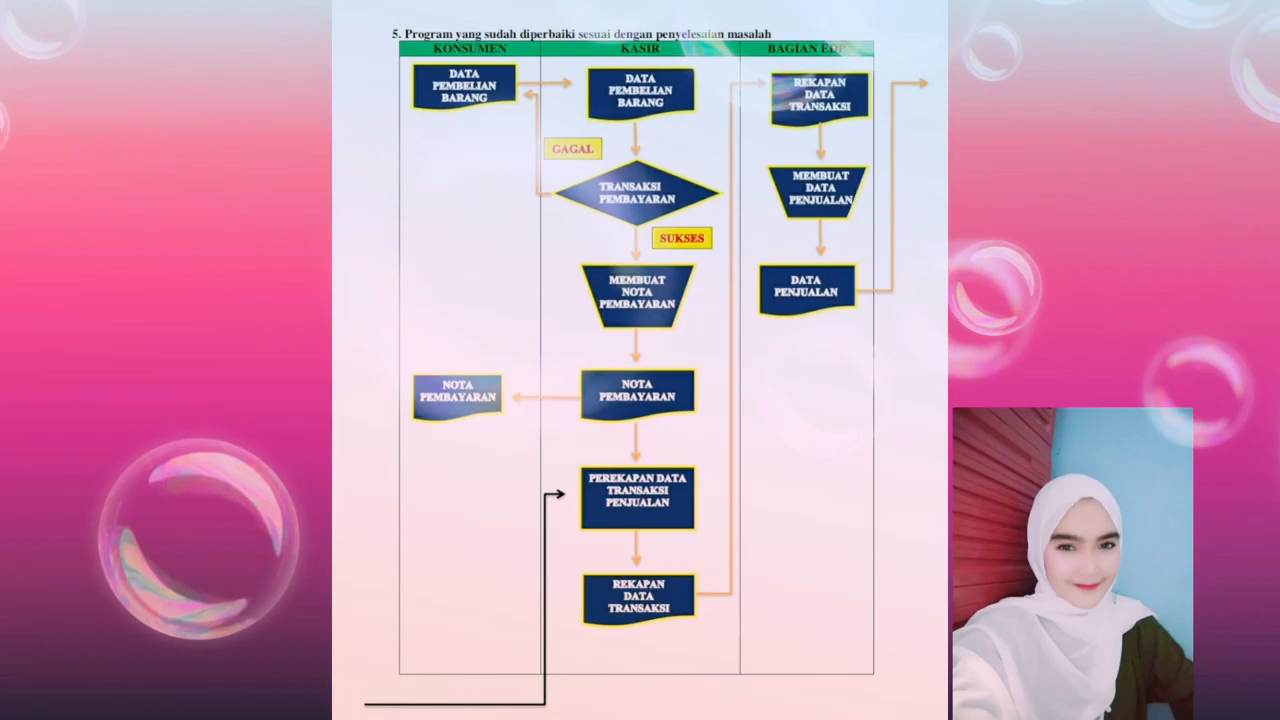 5. Program yang sudah diperbaiki sesuai dengan penyelesaian masalah
KONSUMEN
KASIR
BAGIAN EDP
DATA
PEMBELIAN
BARANG
DATA
PEMBELIAN
BARANG
REKAPAN
DATA
TRANSAKSI
GAGAL
TRANSAKSI
PEMBAYARAN
MEMBUAT
DATA
PENJUALAN
SUKSES
MEMBUAT
NOTA
PEMBAYARAN
DATA
PENJUALAN
NOTA
PEMBAYARAN
NOTA
PEMBAYARAN
PEREKAPAN DATA
TRANSAKSI
PENJUALAN
REKAPAN
DATA
TRANSAKSI